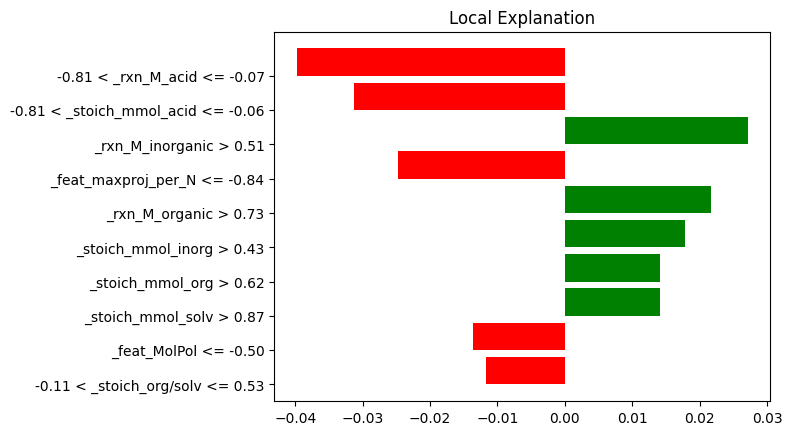 Local Explanation
-0.81 < _rxn_M_acid <= -0.07
-0.81 < _stoich_mmol_acid <= -0.06
_rxn_M_inorganic > 0.51
_feat_maxproj_per_N <= -0.84
_rxn_M_organic > 0.73
_stoich_mmol_inorg > 0.43
_stoich_mmol_org > 0.62
_stoich_mmol_solv > 0.87
_feat_MolPol <= -0.50
-0.11 < _stoich_org/solv <= 0.53
−0.04 −0.03 −0.02 −0.01 0.00 0.01 0.02 0.03